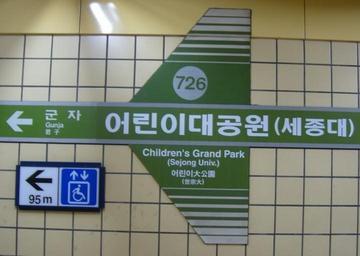 726
군자
Gunja
君子
어린이대공원(세종대)
Children's Grand Park
(Sejong Univ.)
어린이大公園
(世宗大)
95m